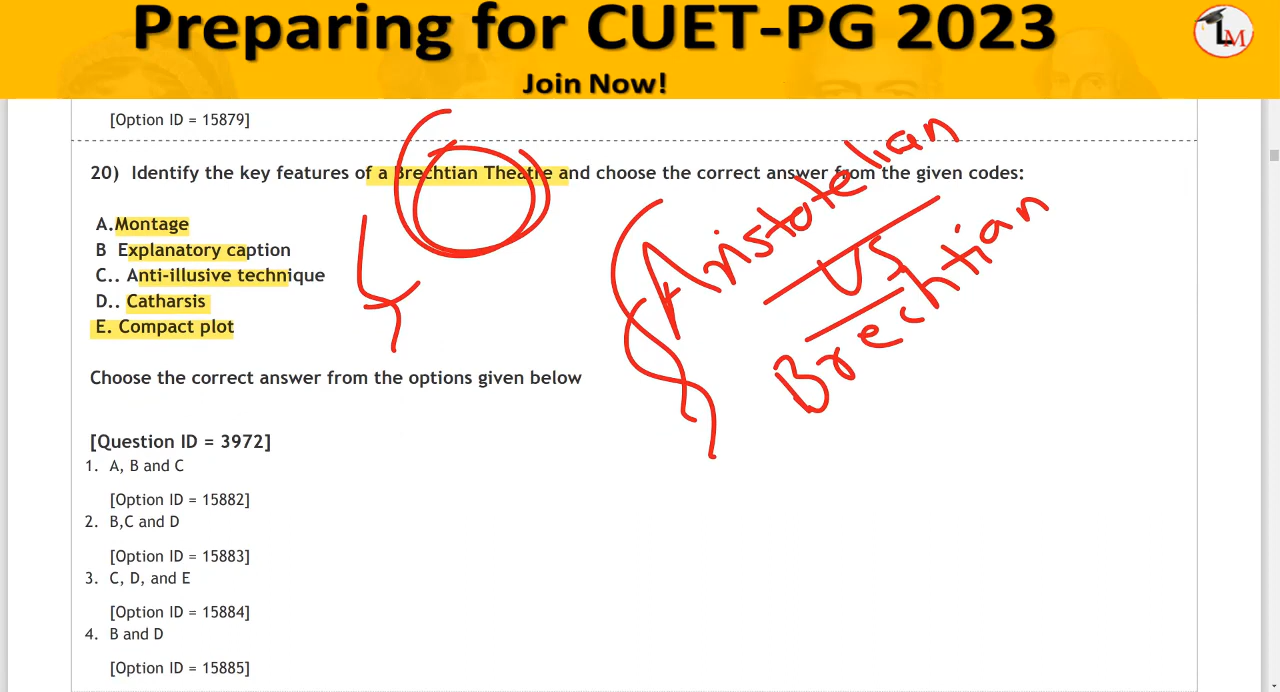 Preparing for CUET-PG 2023
LM
Join Now!
[Option ID = 15879]
20) Identify the key features of a Brechtian Theatre and choose the correct answer from the given codes:
A.Montage
B Explanatory caption
C.. Anti-illusive technique
D.. Catharsis
E. Compact plot
Aristotelian
VS
Brechtian
Choose the correct answer from the options given below
[Question ID = 3972]
1. A, B and C
[Option ID = 15882]
2. B,C and D
[Option ID = 15883]
3. C, D, and E
[Option ID = 15884]
4. B and D
[Option ID = 15885]